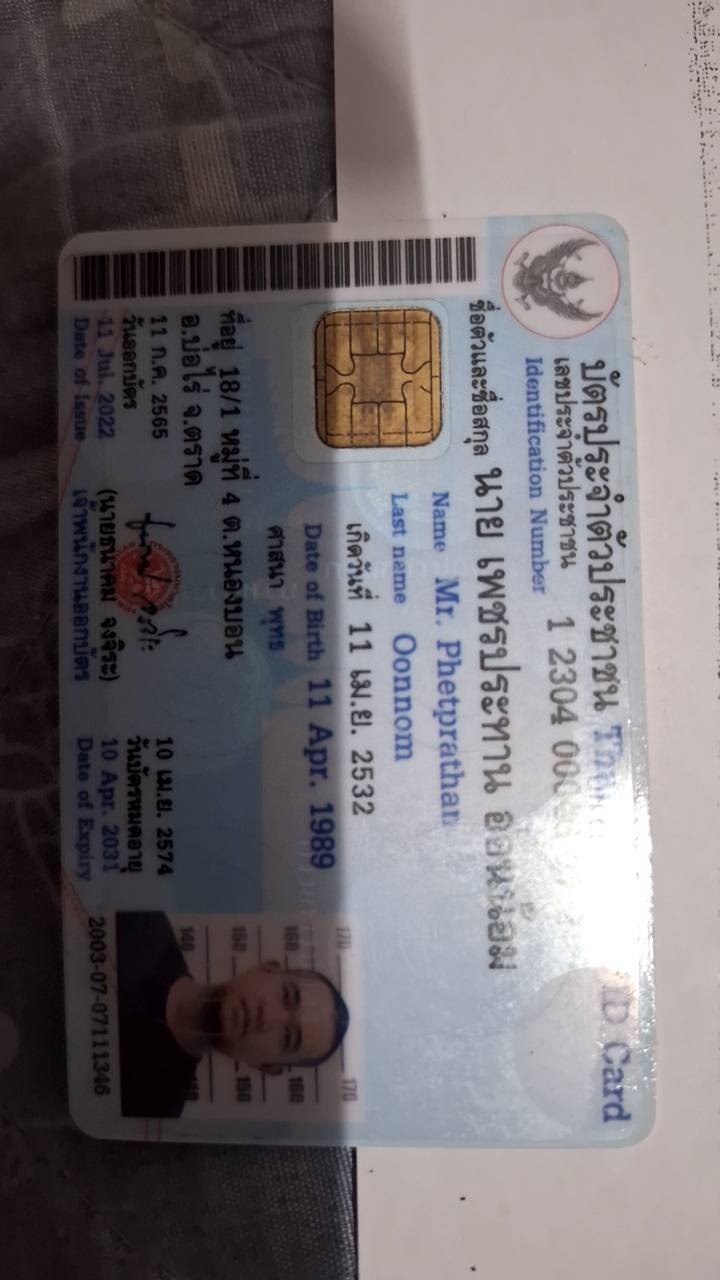 บัตรประจำตัวประชาชน ID Card
เลขประจำตัวประชาชน 1 2304
Identification Number
ชื่อตัวและชื่อสกุล นาย เพชรประทาน อ่อนน้อม
Name Mr. Phetprathan
Last name Oonnom
เกิดวันที่ 11 เม.ย. 2532
Date of Birth 11 Apr. 1989
ศาสนา พุทธ
ที่อยู่ 18/1 หมู่ที่ 4 ต.หนองบอน
อ.บ่อไร่ จ.ตราด
11 ก.ค. 2565
วันออกบัตร
11 Jul. 2022
Date of Issue
(นายธนาคม จงจิระ)
เจ้าพนักงานออกบัตร
10 เม.ย. 2574
วันบัตรหมดอายุ
10 Apr. 2031
Date of Expiry
170 170
160 160
150 150
140
2003-07-07111346